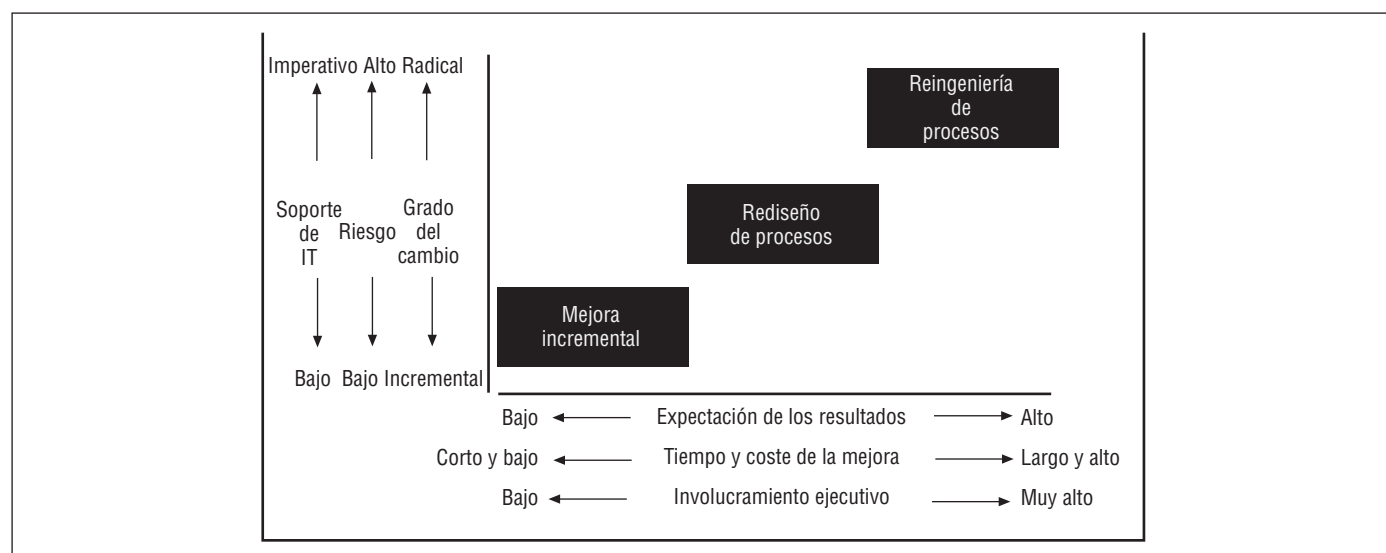 Imperativo Alto Radical
Soporte
de
IT
Riesgo
Grado
del
cambio
Bajo Bajo Incremental
Reingeniería
de
procesos
Rediseño
de procesos
Mejora
incremental
Bajo Expectación de los resultados Alto
Corto y bajo Tiempo y coste de la mejora Largo y alto
Bajo Involucramiento ejecutivo Muy alto